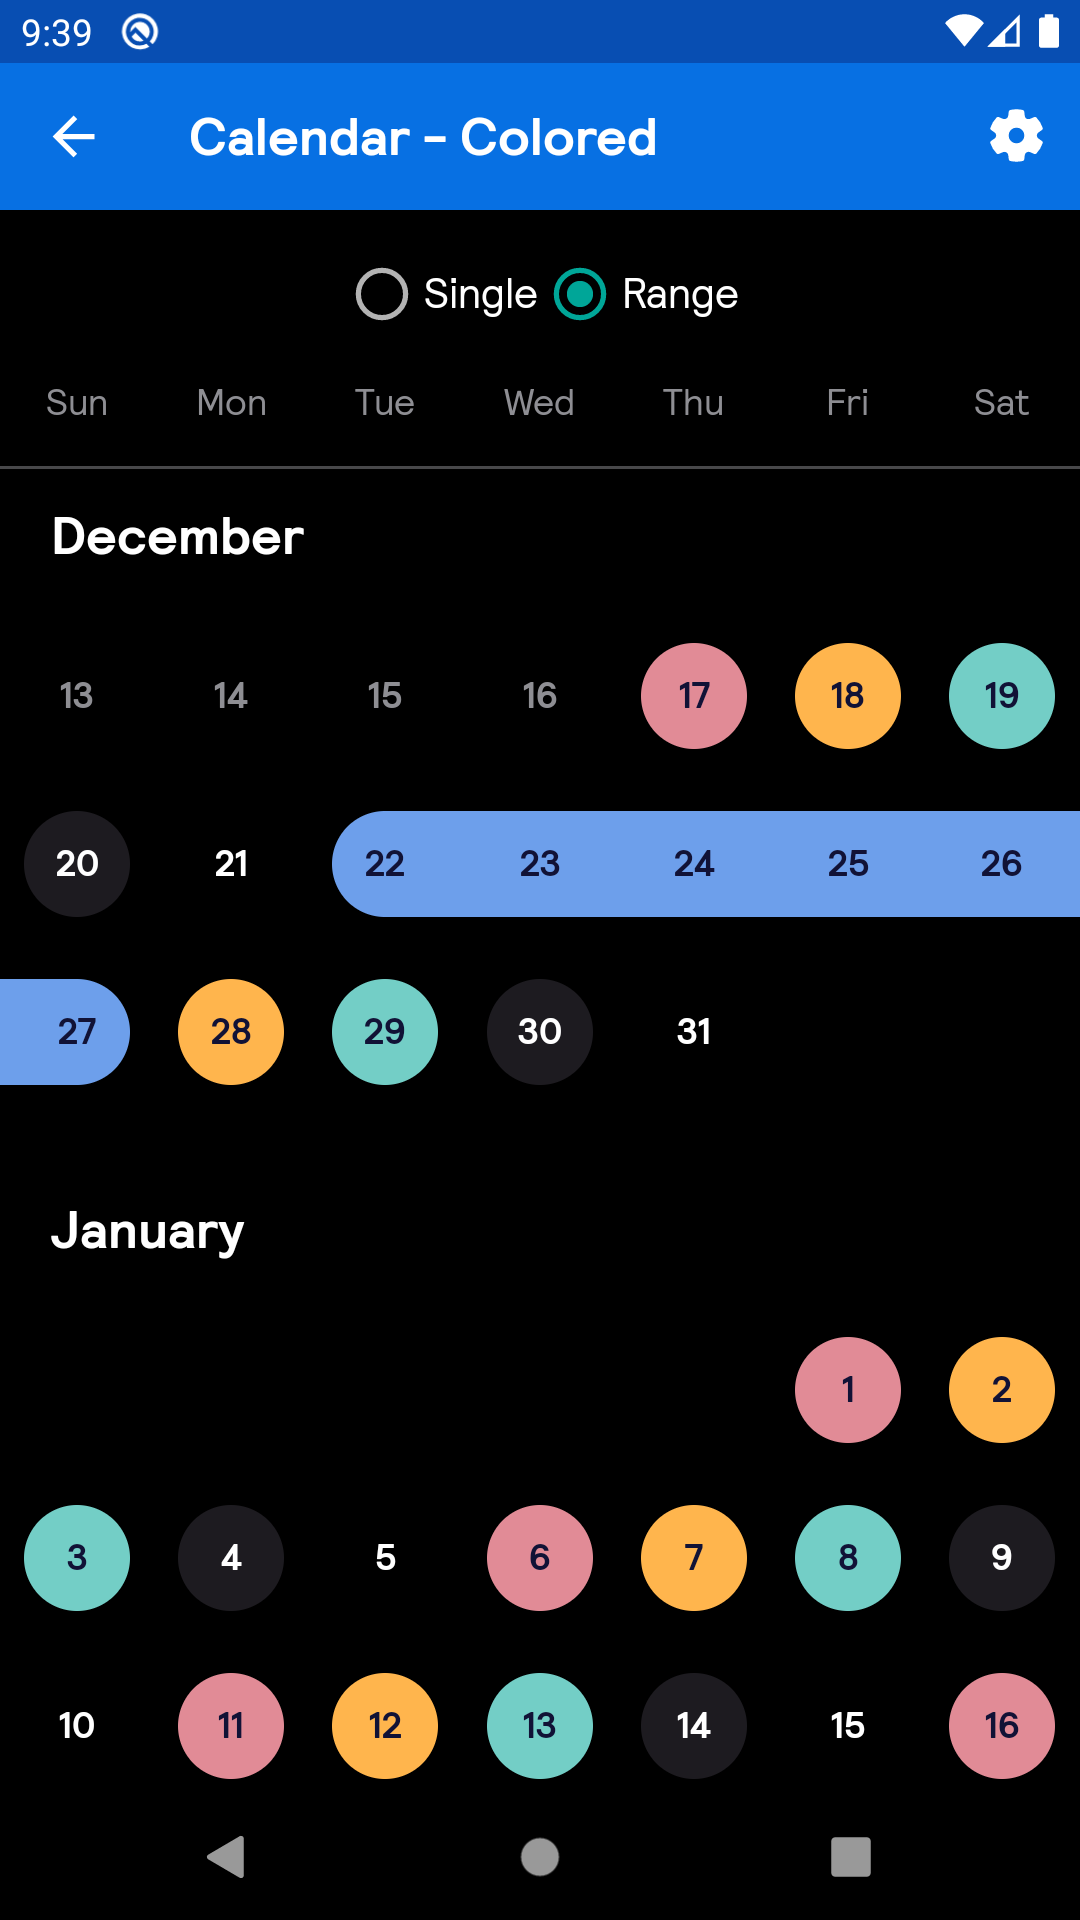 9:39
Calendar - Colored
Single Range
Sun Mon Tue Wed Thu Fri Sat
December
13 14 15 16 17 18 19
20 21 22 23 24 25 26
27 28 29 30 31
January
1 2
3 4 5 6 7 8 9
10 11 12 13 14 15 16